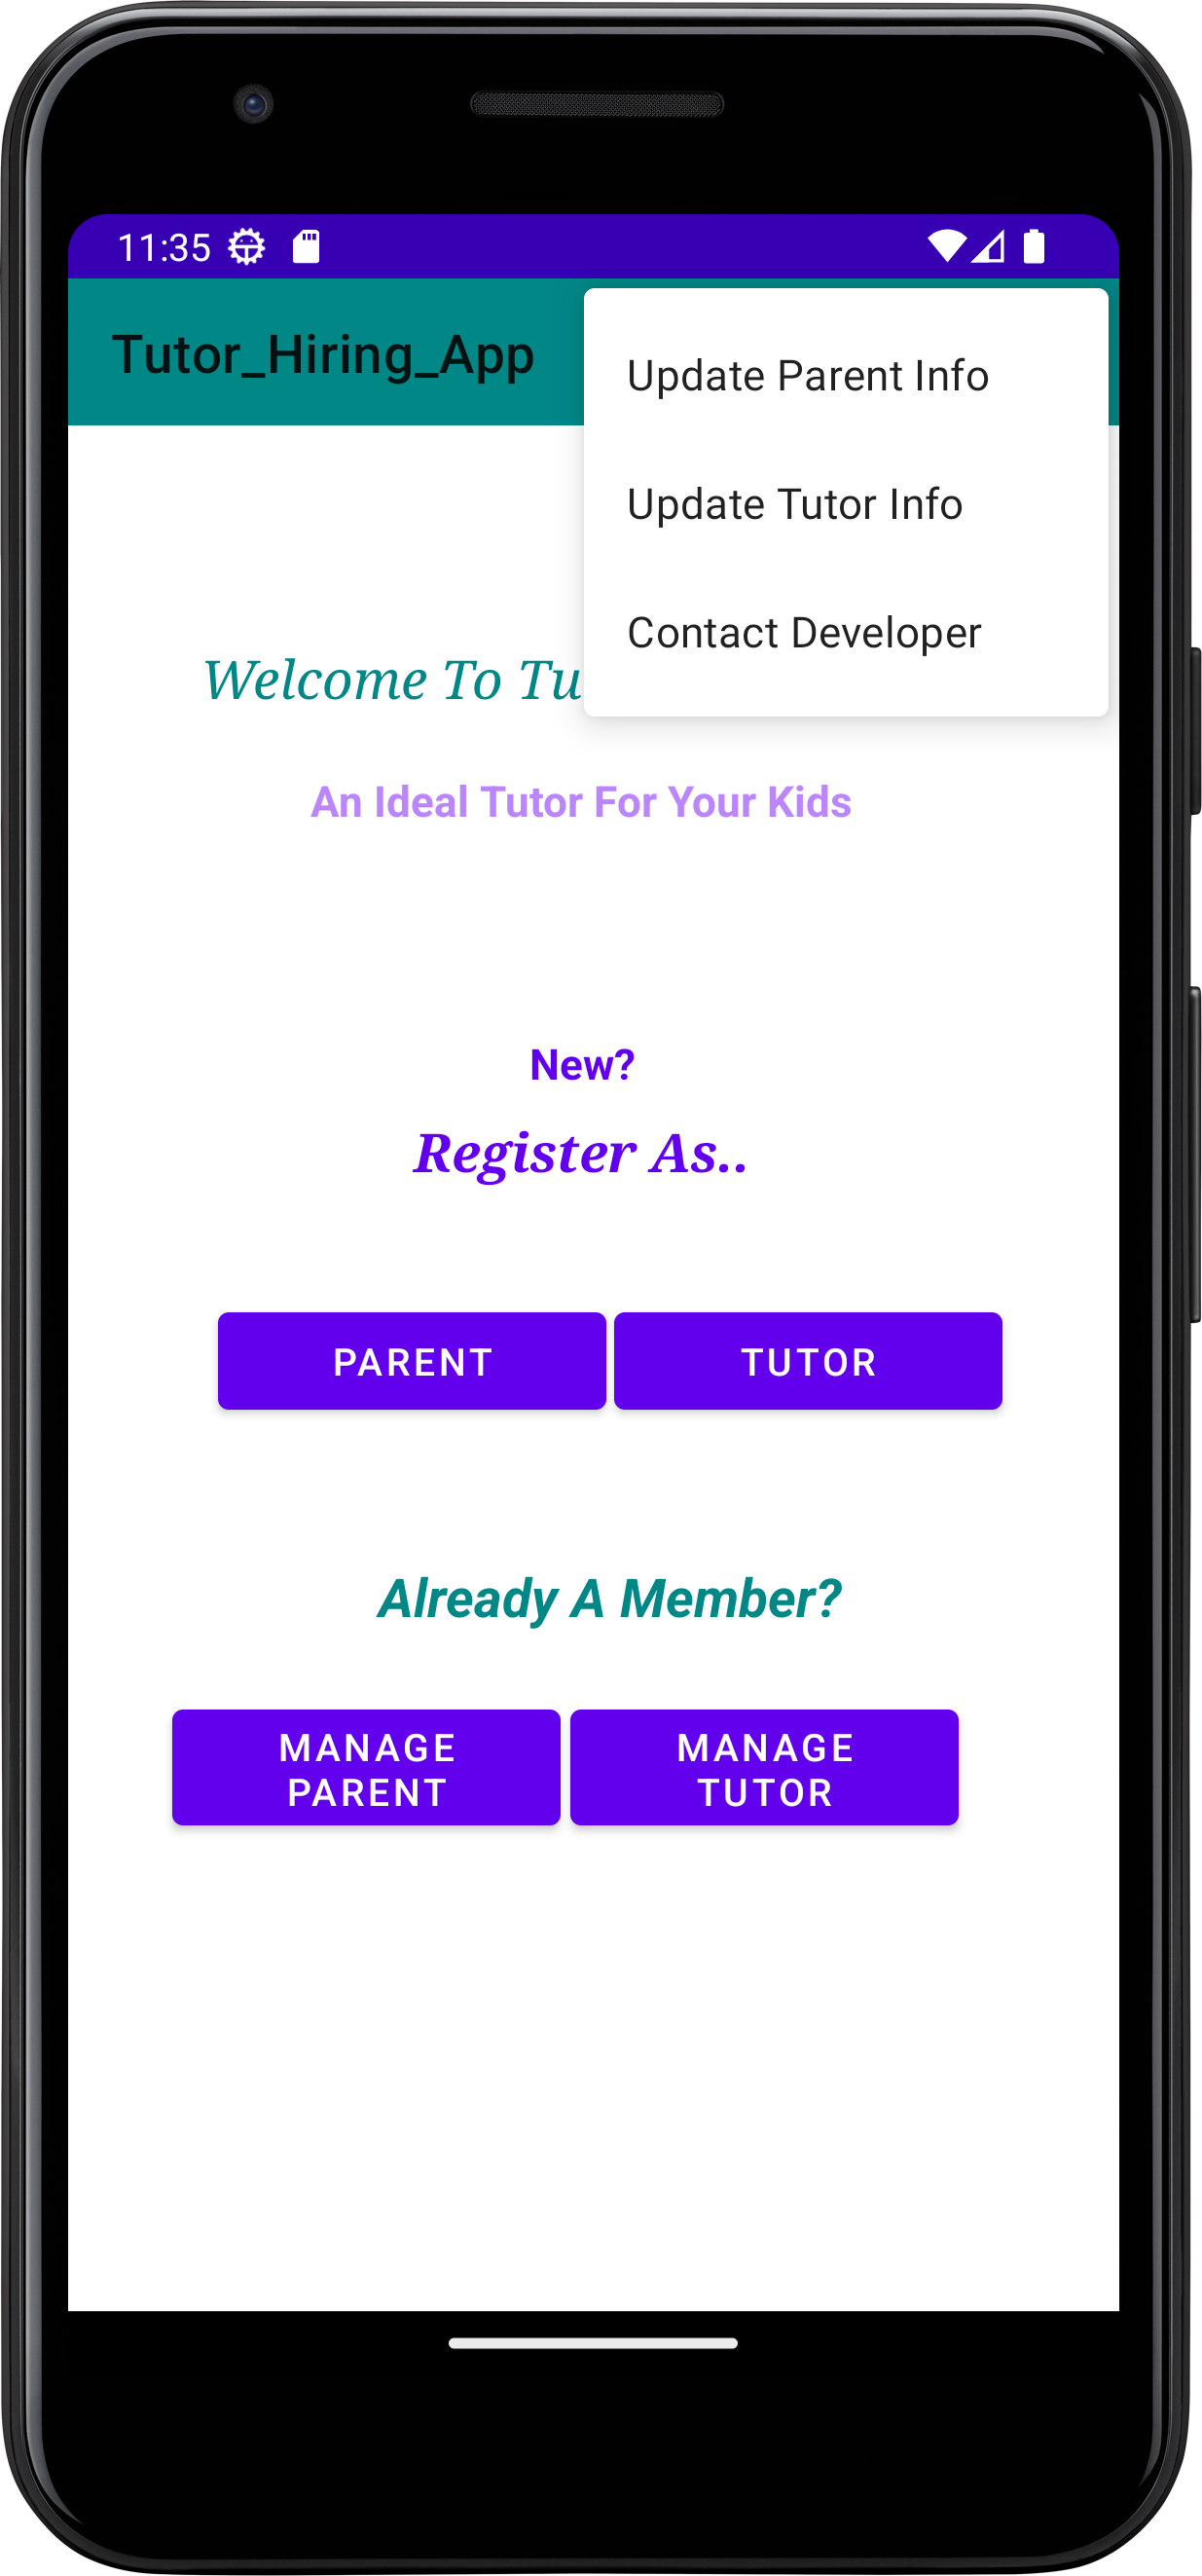 11:35
Tutor_Hiring_App
Update Parent Info
Update Tutor Info
Contact Developer
Welcome To Tu
An Ideal Tutor For Your Kids
New?
Register As..
PARENT
TUTOR
Already A Member?
MANAGE
PARENT
MANAGE
TUTOR